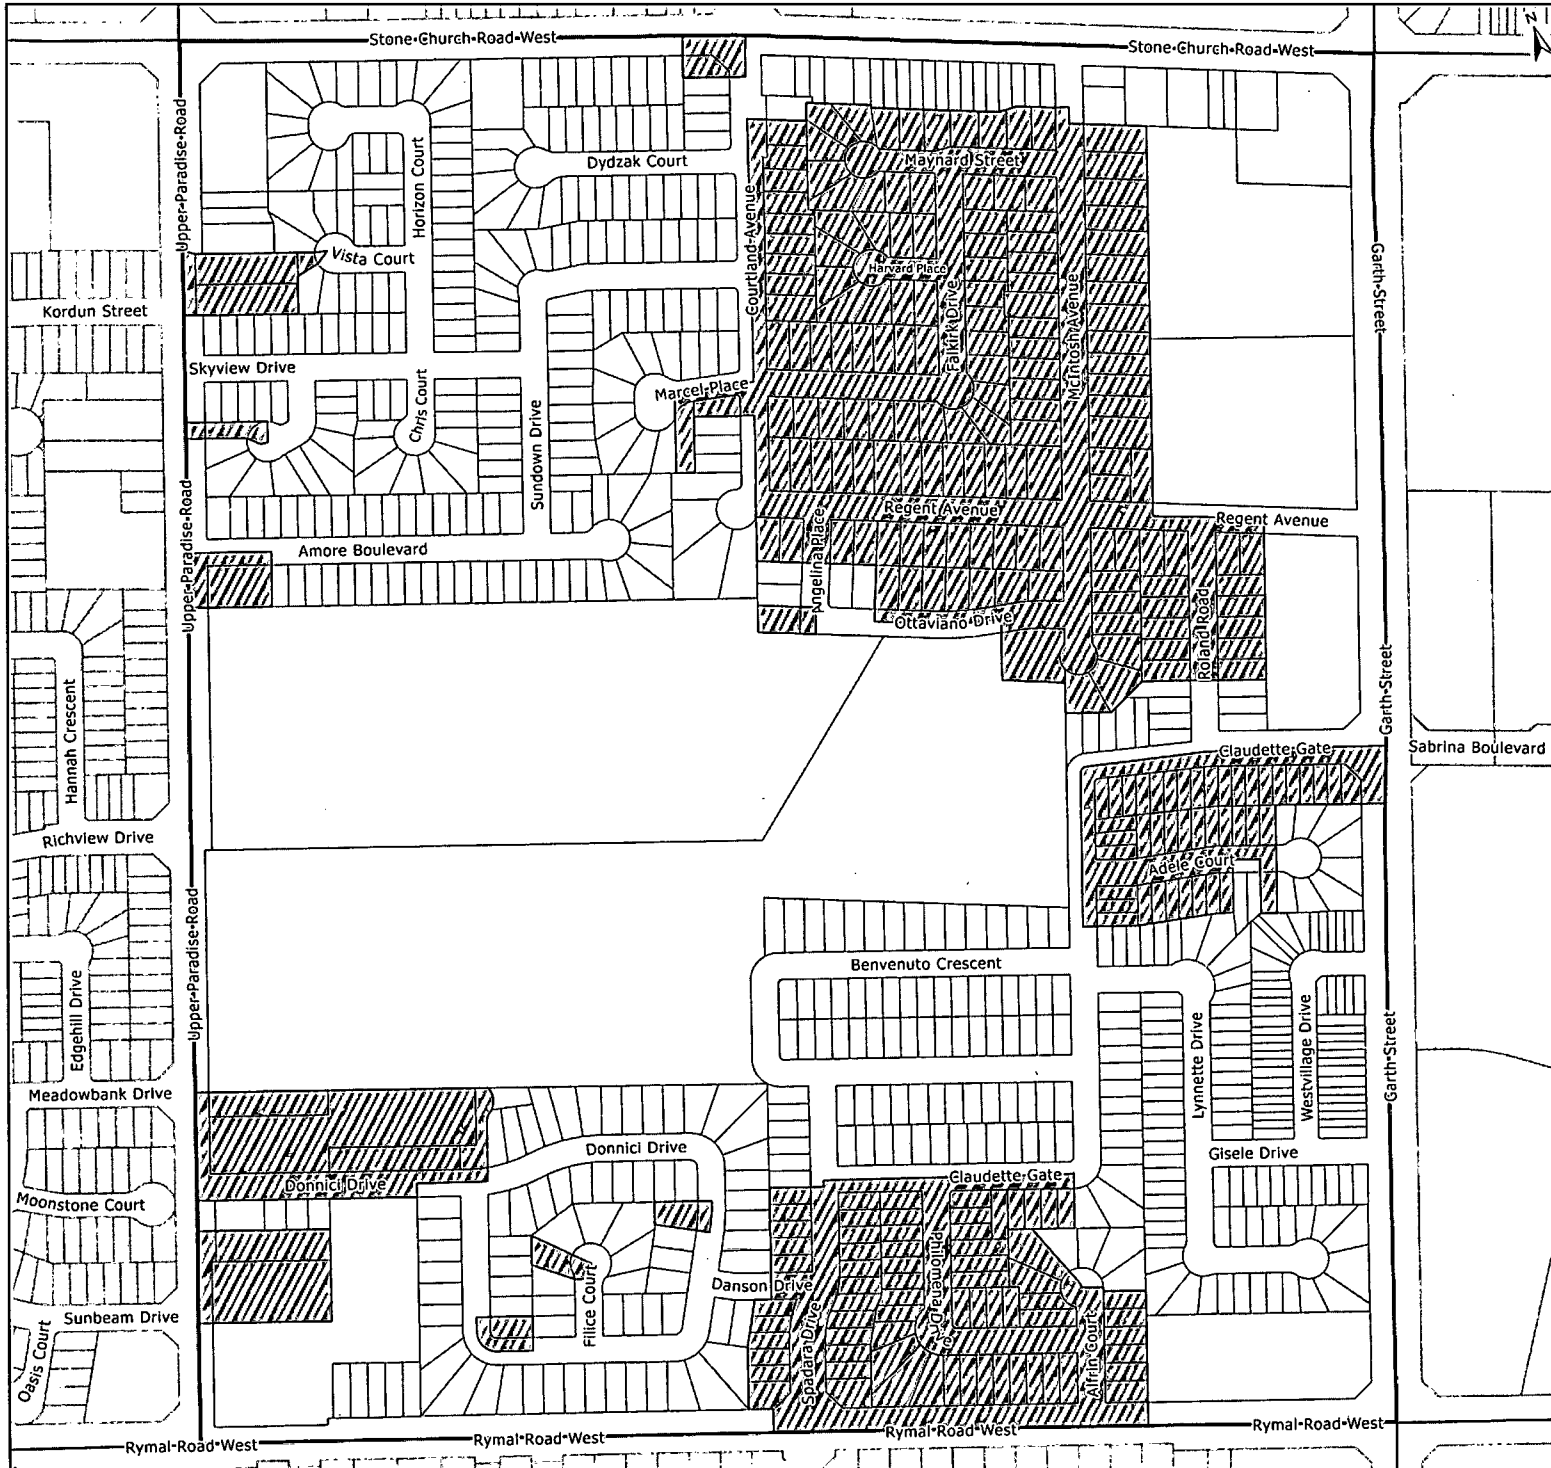 Stone-Church-Road-West
Stone-Church-Road-West
Z
Upper-Paradise-Road
Dydzak Court
Maynard Street
Horizon Court
Courtland-Avenue
Vista Court
Harvard Place
Garth-Street
Kordun Street
Falkirk Drive
McIntosh Avenue
Skyview Drive
Marcel-Place
Chris Court
Sundown Drive
Regent Avenue
Regent Avenue
Upper-Paradise-Road
Amore Boulevard
Angelina Place
Ottaviano Drive
Roland Road
Hannah Crescent
Garth-Street
Claudette-Gate
Sabrina Boulevard
Richview Drive
Adele Court
Upper-Paradise-Road
Benvenuto Crescent
Edgehill Drive
Lynnette Drive
Westvillage Drive
Garth-Street
Meadowbank Drive
Donnici Drive
Gisele Drive
Claudette-Gate
Donnici Drive
Moonstone Court
Philomena Drive
Filice Court
Danson Drive
Sunbeam Drive
Oasis Court
Spadara Drive
Alfrin Court
Rymal-Road-West
Rymal-Road-West
Rymal-Road-West
Rymal-Road-West